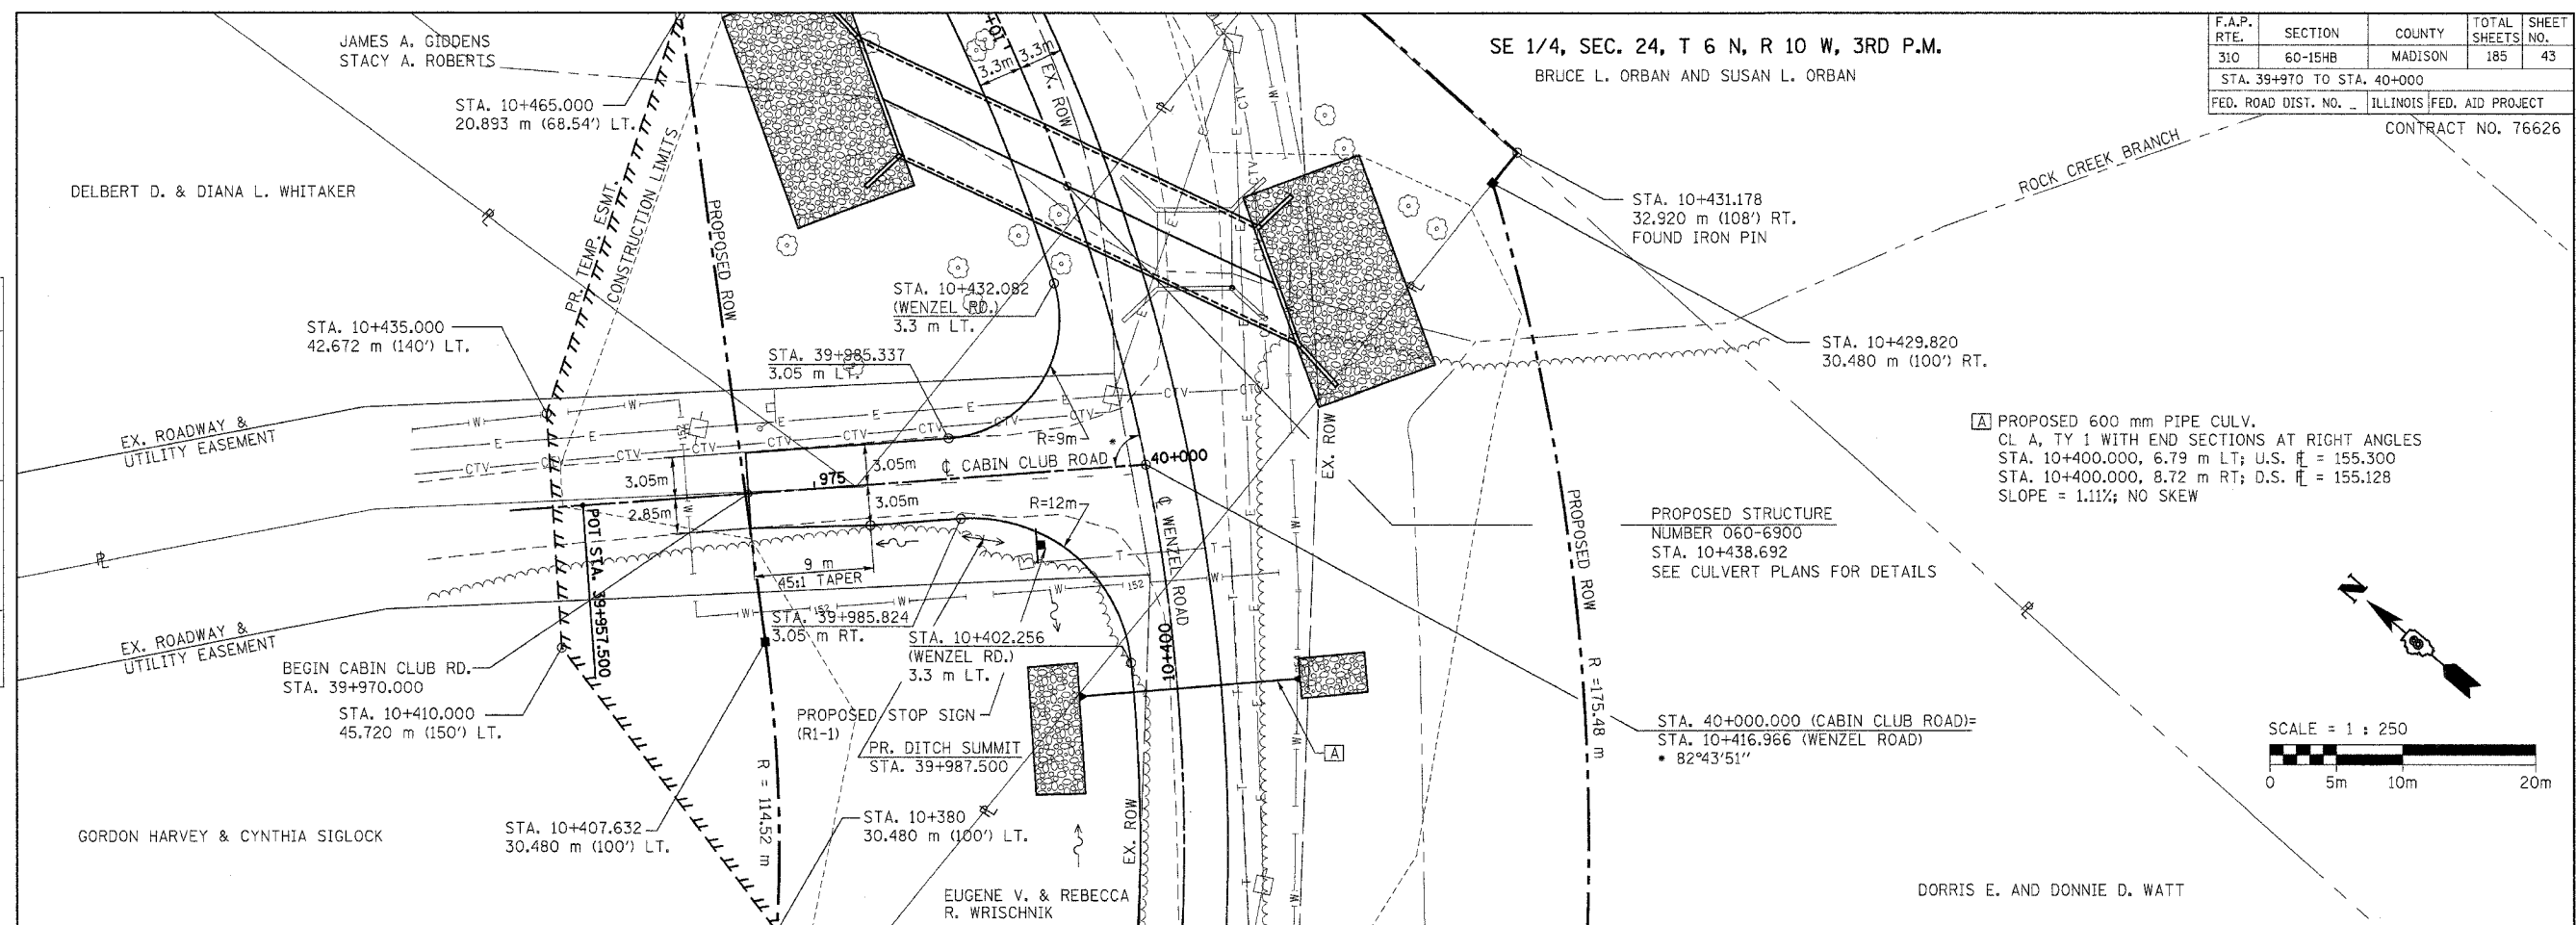 F.A.P. RTE. SECTION COUNTY TOTAL SHEETS SHEET NO.
310 60-15HB MADISON 185 43
STA. 39+970 TO STA. 40+000
FED. ROAD DIST. NO. _ ILLINOIS FED. AID PROJECT
CONTRACT NO. 76626
SE 1/4, SEC. 24, T 6 N, R 10 W, 3RD P.M.
BRUCE L. ORBAN AND SUSAN L. ORBAN
JAMES A. GIDDENS
STACY A. ROBERTS
STA. 10+465.000
20.893 m (68.54') LT.
DELBERT D. & DIANA L. WHITAKER
PR. TEMP. ESMT.
CONSTRUCTION LIMITS
PROPOSED ROW
3.3m
3.3m
EX. ROW
ROCK CREEK BRANCH
STA. 10+431.178
32.920 m (108') RT.
FOUND IRON PIN
STA. 10+432.082
(WENZEL RD.)
3.3 m LT.
STA. 10+435.000
42.672 m (140') LT.
STA. 39+985.337
3.05 m LT.
STA. 10+429.820
30.480 m (100') RT.
EX. ROADWAY &
UTILITY EASEMENT
R=9m
*
3.05m
℄ CABIN CLUB ROAD
40+000
975
3.05m
3.05m
2.85m
R=12m
EX. ROW
A PROPOSED 600 mm PIPE CULV.
CL A, TY 1 WITH END SECTIONS AT RIGHT ANGLES
STA. 10+400.000, 6.79 m LT; U.S. F͟L = 155.300
STA. 10+400.000, 8.72 m RT; D.S. F͟L = 155.128
SLOPE = 1.11%; NO SKEW
PROPOSED STRUCTURE
NUMBER 060-6900
STA. 10+438.692
SEE CULVERT PLANS FOR DETAILS
PROPOSED ROW
POT STA. 39+957.500
9 m
45:1 TAPER
℄ WENZEL ROAD
10+400
EX. ROADWAY &
UTILITY EASEMENT
BEGIN CABIN CLUB RD.
STA. 39+970.000
STA. 39+985.824
3.05 m RT.
STA. 10+402.256
(WENZEL RD.)
3.3 m LT.
STA. 10+410.000
45.720 m (150') LT.
PROPOSED STOP SIGN
(R1-1)
PR. DITCH SUMMIT
STA. 39+987.500
A
R =175.48 m
STA. 40+000.000 (CABIN CLUB ROAD)=
STA. 10+416.966 (WENZEL ROAD)
* 82°43'51"
N
SCALE = 1 : 250
0 5m 10m 20m
R = 114.52 m
GORDON HARVEY & CYNTHIA SIGLOCK
STA. 10+407.632
30.480 m (100') LT.
STA. 10+380
30.480 m (100') LT.
EX. ROW
EUGENE V. & REBECCA
R. WRISCHNIK
DORRIS E. AND DONNIE D. WATT